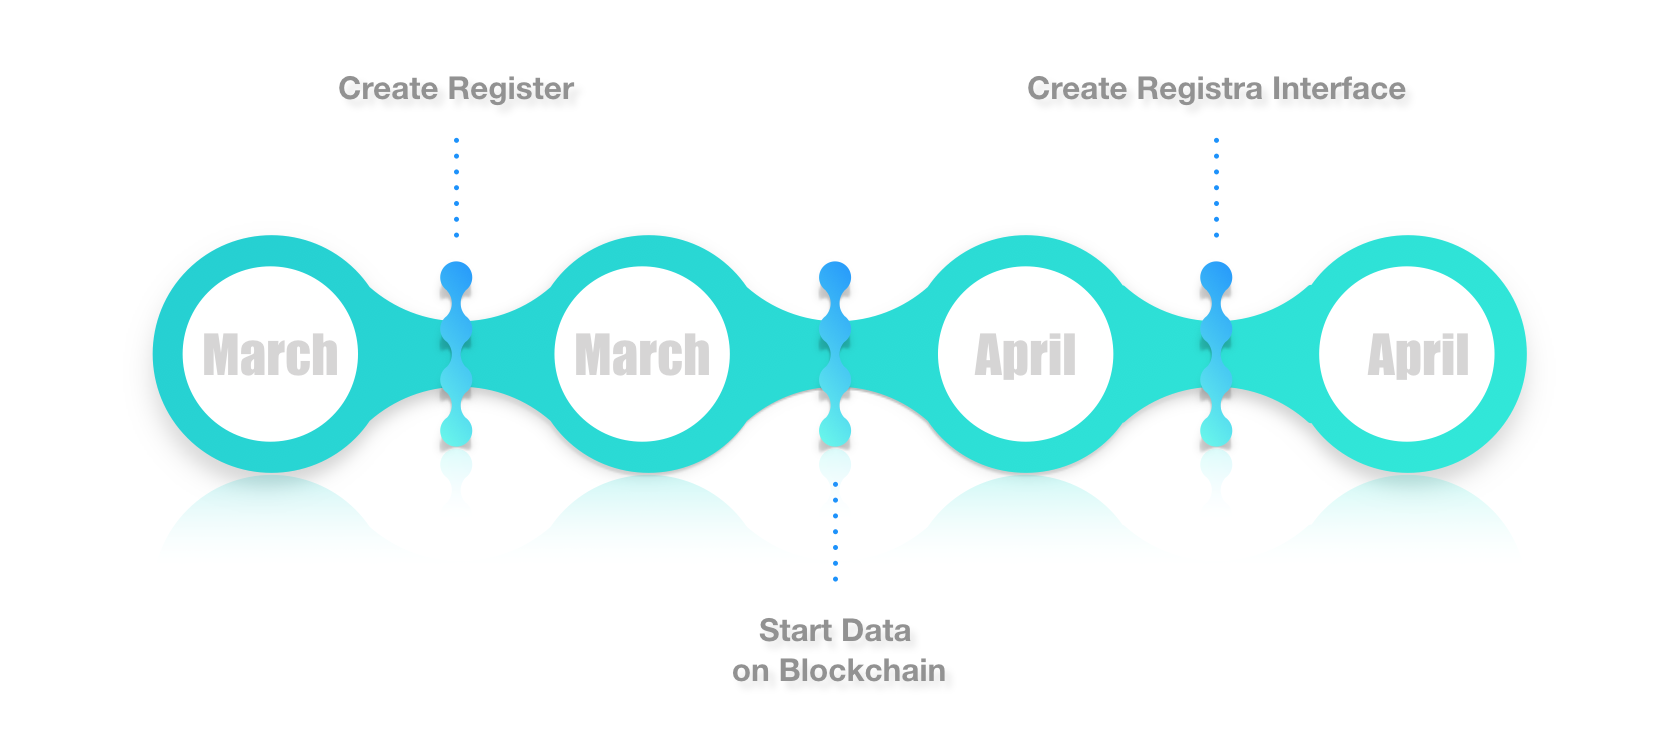 Create Register
Create Registra Interface
March
March
April
April
Start Data
on Blockchain